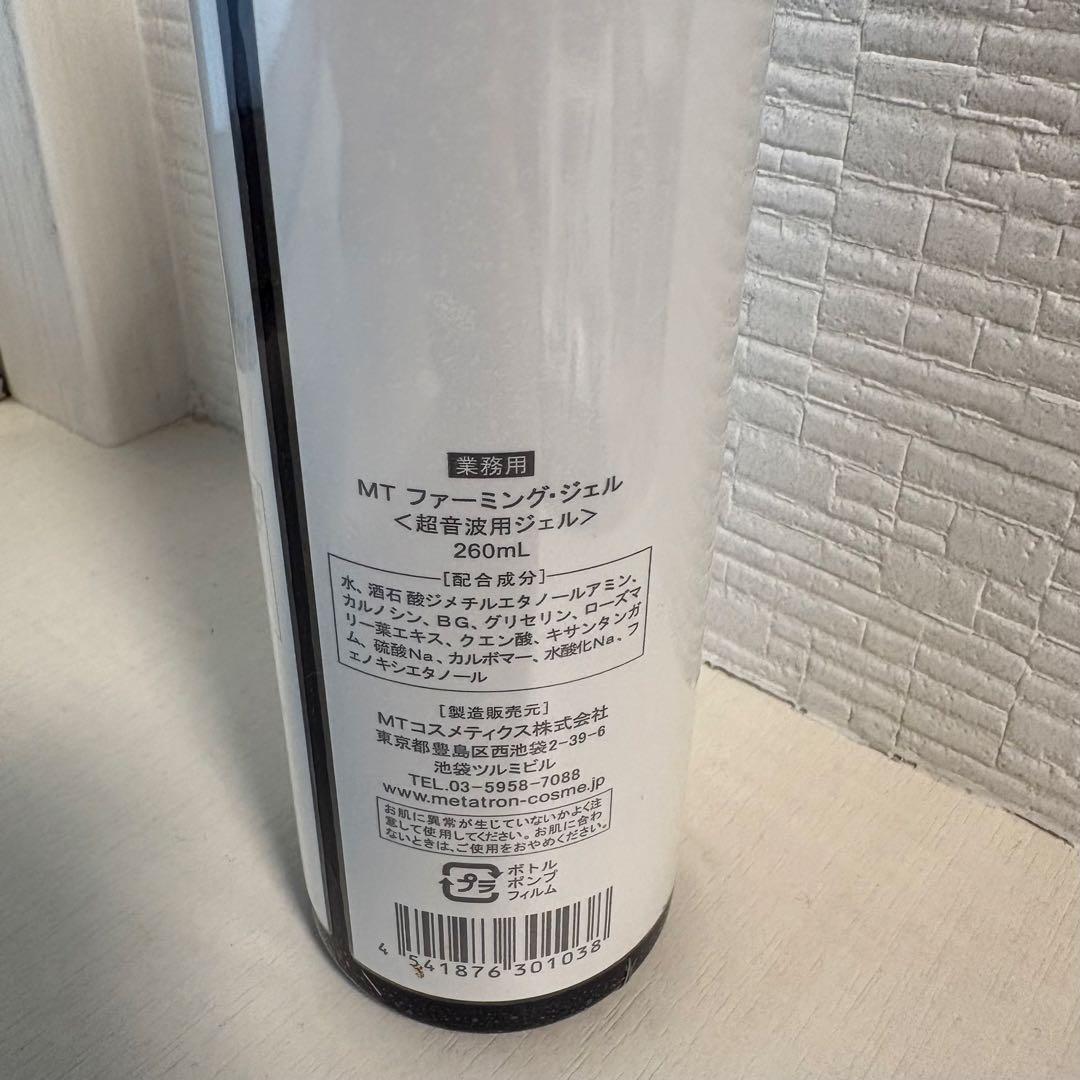 業務用
MT ファーミング・ジェル
<超音波用ジェル>
260mL
[配合成分]
水、酒石酸ジメチルエタノールアミン、
カルノシン、BG、グリセリン、ローズマ
リー葉エキス、クエン酸、キサンタンガ
ム、硫酸Na、カルボマー、水酸化Na、フ
ェノキシエタノール
[製造販売元]
MTコスメティクス株式会社
東京都豊島区西池袋2-39-6
池袋ツルミビル
TEL.03-5958-7088
www.metatron-cosme.jp
お肌に異常が生じていないかよく注
意して使用してください。お肌に合わ
ないときは、ご使用をおやめください。
プラ
ボトル
ポンプ
フィルム
4 541876 301038